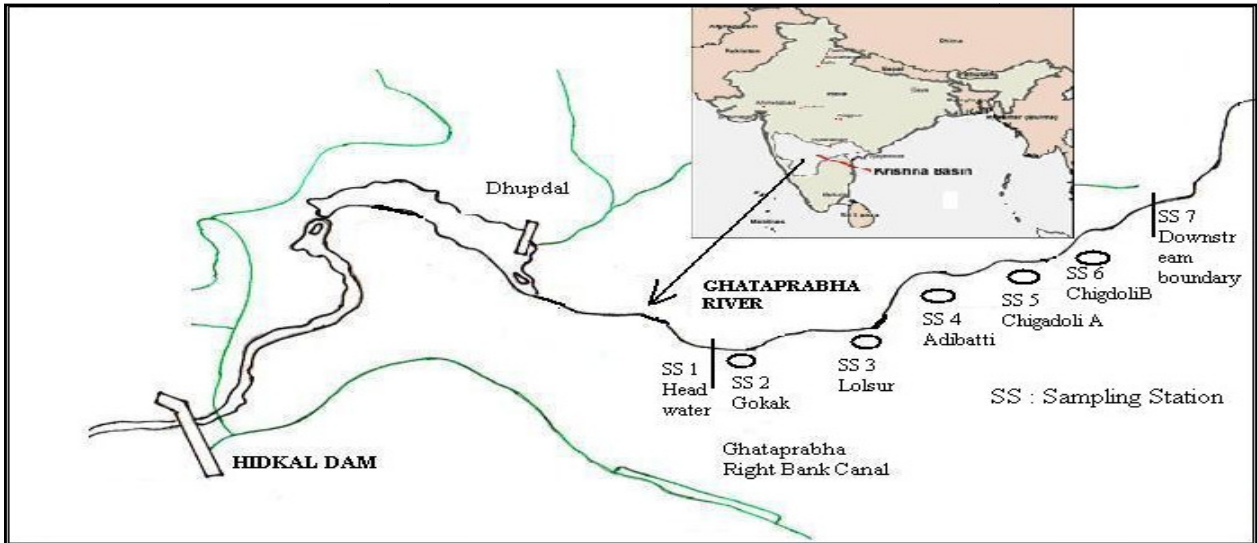 Dhupdal
Krishna Basin
GHATAPRABHA
RIVER
SS 7
Downstr
eam
boundary
SS 6
ChigdoliB
SS 5
Chigadoli A
SS 4
Adibatti
SS 3
Lolsur
SS 1
Head
water
SS 2
Gokak
SS : Sampling Station
Ghataprabha
Right Bank Canal
HIDKAL DAM